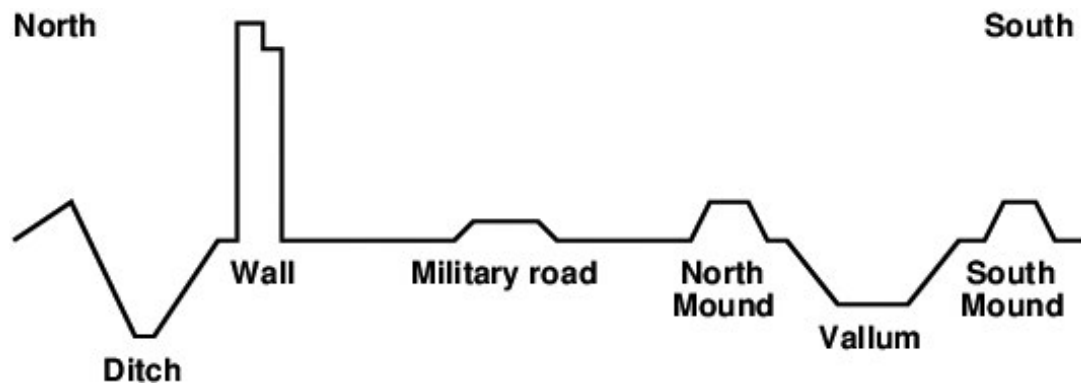 North
South
Wall
Military road
North
Mound
South
Mound
Vallum
Ditch